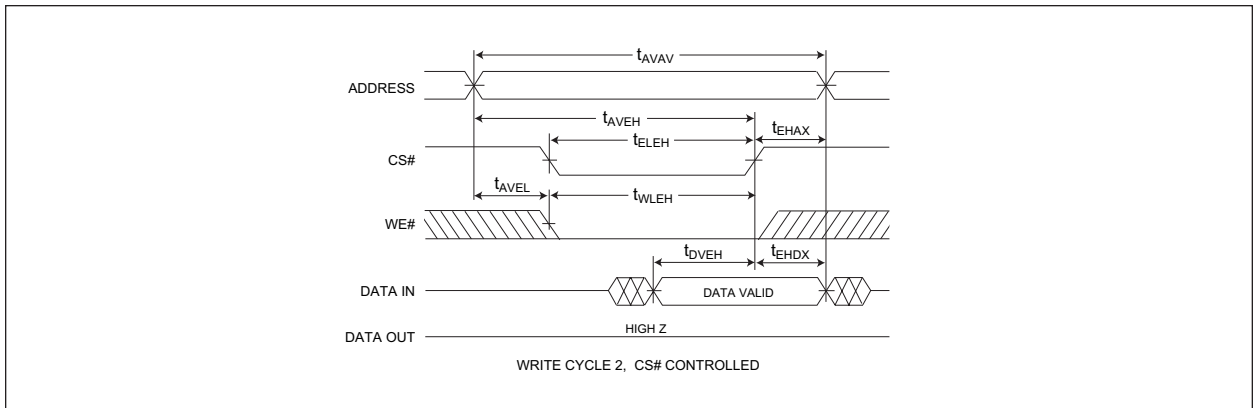 tAVAV
ADDRESS
tAVEH
tELEH
tEHAX
CS#
tAVEL
tWLEH
WE#
tDVEH
tEHDX
DATA IN
DATA VALID
DATA OUT
HIGH Z
WRITE CYCLE 2, CS# CONTROLLED